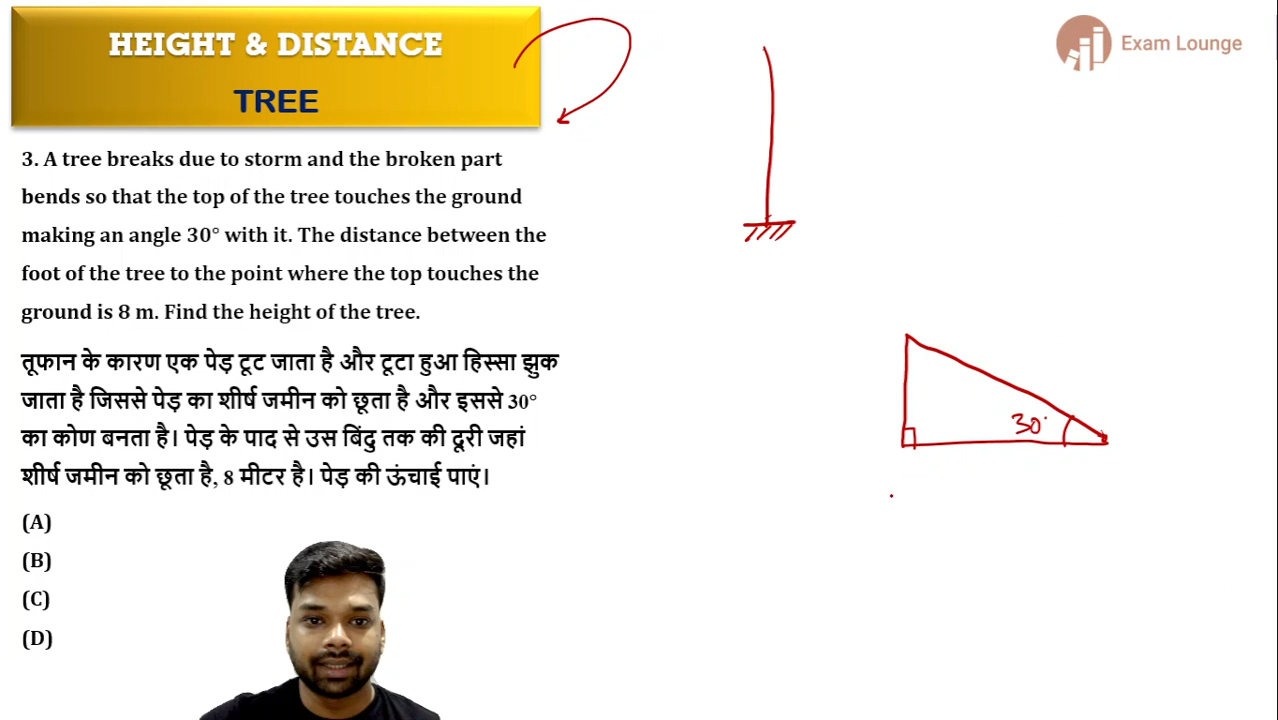 HEIGHT & DISTANCE
TREE
Exam Lounge
3. A tree breaks due to storm and the broken part
bends so that the top of the tree touches the ground
making an angle 30° with it. The distance between the
foot of the tree to the point where the top touches the
ground is 8 m. Find the height of the tree.
तूफान के कारण एक पेड़ टूट जाता है और टूटा हुआ हिस्सा झुक
जाता है जिससे पेड़ का शीर्ष जमीन को छूता है और इससे 30°
का कोण बनता है। पेड़ के पाद से उस बिंदु तक की दूरी जहां
शीर्ष जमीन को छूता है, 8 मीटर है। पेड़ की ऊंचाई पाएं।
(A)
(B)
(C)
(D)
30°